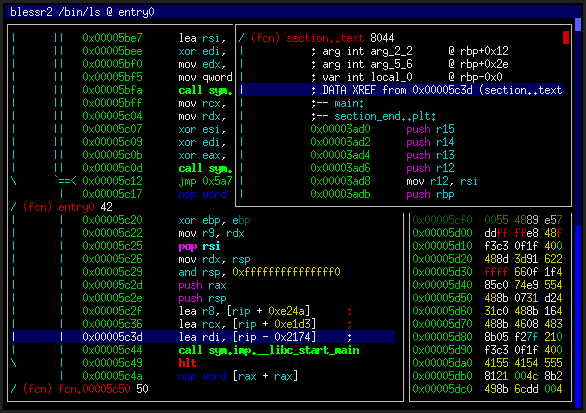 blessr2 /bin/ls @ entry0
| || 0x00005be7 lea rsi,
| || 0x00005bee xor edi,
| || 0x00005bf0 mov edx,
| || 0x00005bf5 mov qword
| || 0x00005bfa call sym.
| || 0x00005bff mov rcx,
| || 0x00005c04 mov rdx,
| || 0x00005c07 xor esi,
| || 0x00005c09 xor edi,
| || 0x00005c0b xor eax,
| || 0x00005c0d call sym.
\ `==< 0x00005c12 jmp 0x5a7
| 0x00005c17 nop word
/ (fcn) entry0 42
| | 0x00005c20 xor ebp, ebp
| | 0x00005c22 mov r9, rdx
| | 0x00005c25 pop rsi
| | 0x00005c26 mov rdx, rsp
| | 0x00005c29 and rsp, 0xfffffffffffffff0
| | 0x00005c2d push rax
| | 0x00005c2e push rsp
| | 0x00005c2f lea r8, [rip + 0xe24a] ;
| | 0x00005c36 lea rcx, [rip + 0xe1d3] ;
| | 0x00005c3d lea rdi, [rip - 0x2174] ;
| | 0x00005c44 call sym.imp.__libc_start_main
\ | 0x00005c49 hlt
| 0x00005c4a nop word [rax + rax]
/ (fcn) fcn.00005c50 50
/ (fcn) section..text 8044
| ; arg int arg_2_2 @ rbp+0x12
| ; arg int arg_5_6 @ rbp+0x2e
| ; var int local_0 @ rbp-0x0
| ; DATA XREF from 0x00005c3d (section..text
| ;-- main:
| ;-- section_end..plt:
| 0x00003ad0 push r15
| 0x00003ad2 push r14
| 0x00003ad4 push r13
| 0x00003ad6 push r12
| 0x00003ad8 mov r12, rsi
| 0x00003adb push rbp
0x00005cf0 0055 4889 e57
0x00005d00 ddff ffe8 48f
0x00005d10 f3c3 0f1f 400
0x00005d20 488d 3d91 622
0x00005d30 ffff 660f 1f4
0x00005d40 85c0 74e9 554
0x00005d50 488b 0731 d24
0x00005d60 31c0 488b 164
0x00005d70 488b 4608 483
0x00005d80 8b05 f27f 210
0x00005d90 f3c3 0f1f 400
0x00005da0 4155 4154 555
0x00005db0 8121 004c 8b2
0x00005dc0 498b 6cdd 004